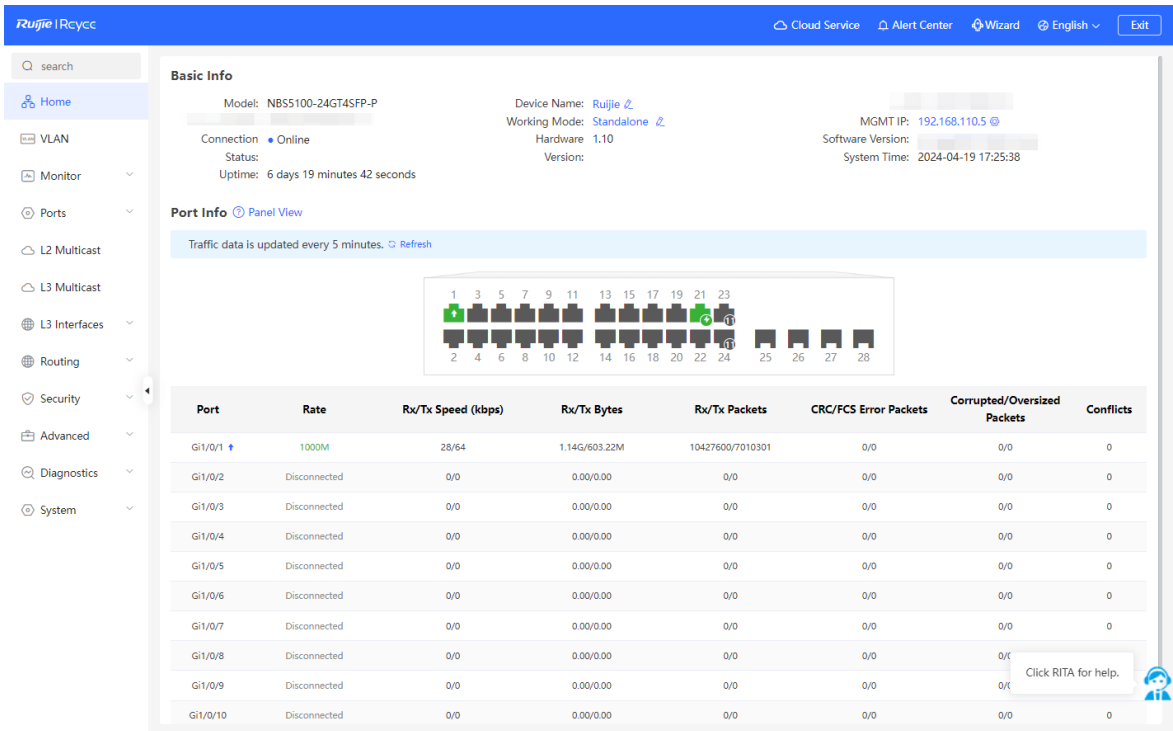 Ruijie | Rcycc
Cloud Service Alert Center Wizard English Exit
search
Home
VLAN
Monitor
Ports
L2 Multicast
L3 Multicast
L3 Interfaces
Routing
Security
Advanced
Diagnostics
System
Basic Info
Model: NBS5100-24GT4SFP-P
Connection Status: Online
Uptime: 6 days 19 minutes 42 seconds
Device Name: Ruijie
Working Mode: Standalone
Hardware Version: 1.10
MGMT IP: 192.168.110.5
Software Version:
System Time: 2024-04-19 17:25:38
Port Info Panel View
Traffic data is updated every 5 minutes. Refresh
1 3 5 7 9 11 13 15 17 19 21 23
11
11
2 4 6 8 10 12 14 16 18 20 22 24 25 26 27 28
Port Rate Rx/Tx Speed (kbps) Rx/Tx Bytes Rx/Tx Packets CRC/FCS Error Packets Corrupted/Oversized Packets Conflicts
Gi1/0/1 1000M 28/64 1.14G/603.22M 10427600/7010301 0/0 0/0 0
Gi1/0/2 Disconnected 0/0 0.00/0.00 0/0 0/0 0/0 0
Gi1/0/3 Disconnected 0/0 0.00/0.00 0/0 0/0 0/0 0
Gi1/0/4 Disconnected 0/0 0.00/0.00 0/0 0/0 0/0 0
Gi1/0/5 Disconnected 0/0 0.00/0.00 0/0 0/0 0/0 0
Gi1/0/6 Disconnected 0/0 0.00/0.00 0/0 0/0 0/0 0
Gi1/0/7 Disconnected 0/0 0.00/0.00 0/0 0/0 0/0 0
Gi1/0/8 Disconnected 0/0 0.00/0.00 0/0 0/0
Gi1/0/9 Disconnected 0/0 0.00/0.00 0/0 0/0
Gi1/0/10 Disconnected 0/0 0.00/0.00 0/0 0/0 0/0 0
Click RITA for help.